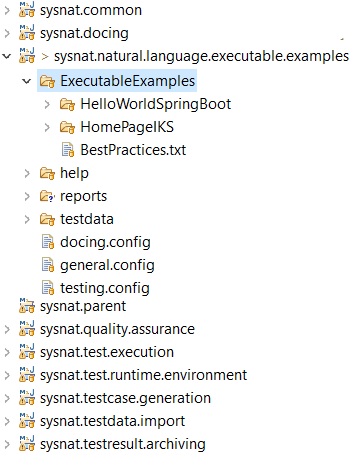 sysnat.common
sysnat.docing
> sysnat.natural.language.executable.examples
ExecutableExamples
HelloWorldSpringBoot
HomePageIKS
BestPractices.txt
help
reports
testdata
docing.config
general.config
testing.config
sysnat.parent
sysnat.quality.assurance
sysnat.test.execution
sysnat.test.runtime.environment
sysnat.testcase.generation
sysnat.testdata.import
sysnat.testresult.archiving